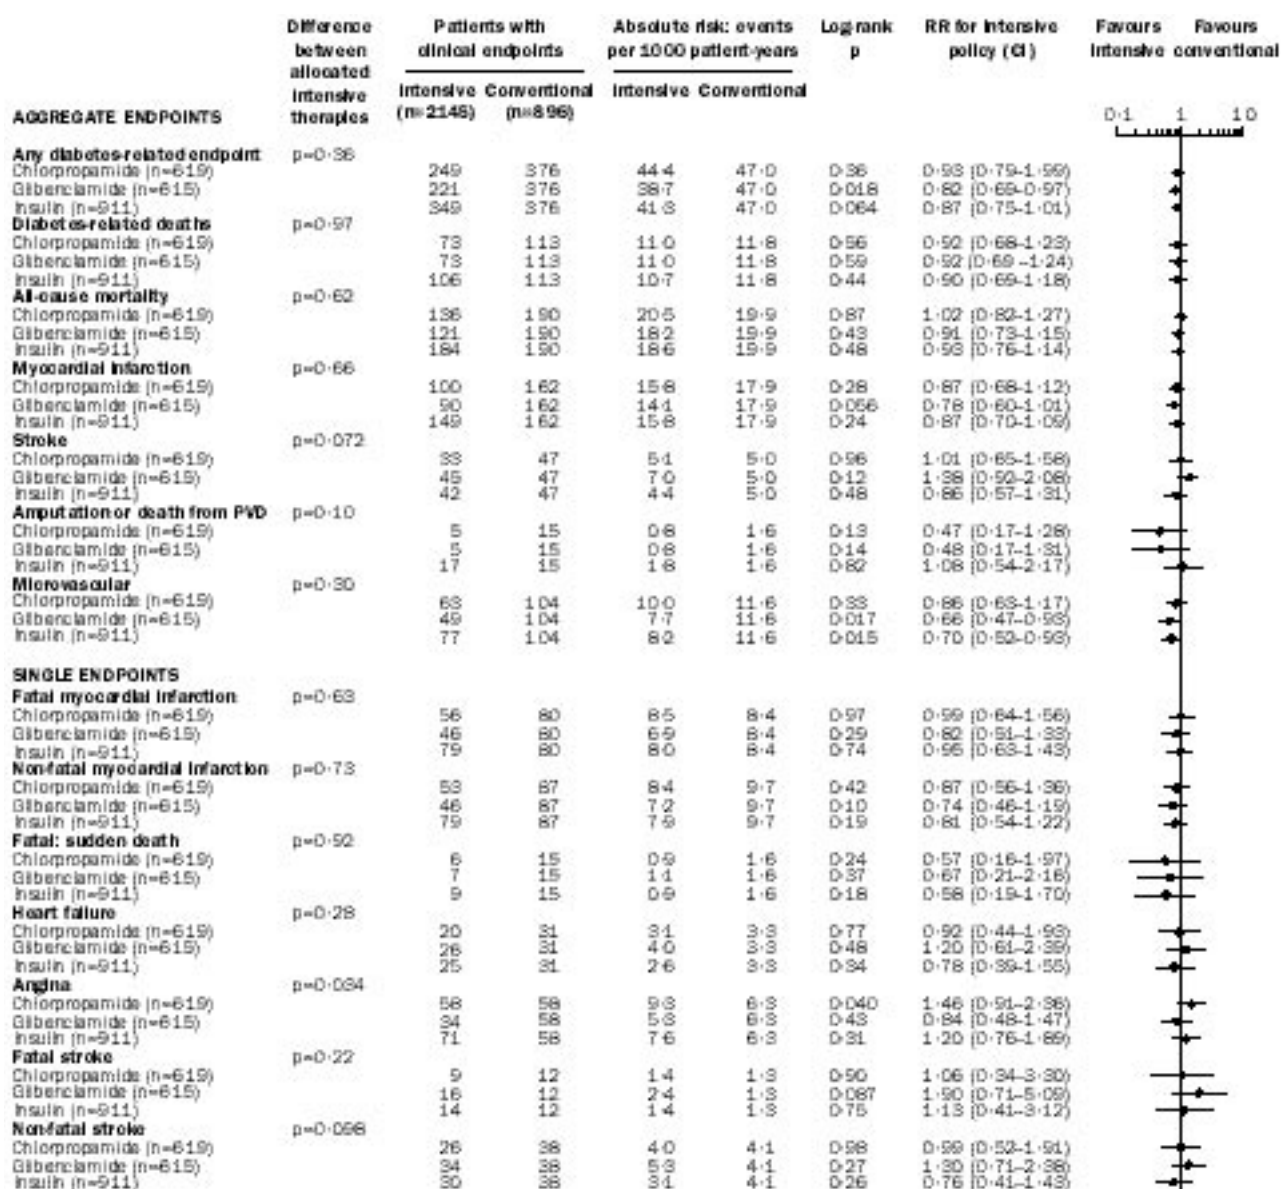 Difference Patients with Absolute risk: events Log-rank RR for Intensive Favours Favours
between clinical endpoints per 1000 patient-years p policy (CI) intensive conventional
allocated
intensive Intensive Conventional Intensive Conventional
AGGREGATE ENDPOINTS therapies (n=2145) (n=896) 0·1 1 10
Any diabetes-related endpoint p=0·36
Chlorpropamide (n=619) 249 376 44·4 47·0 0·36 0·93 (0·79–1·99)
Glibenclamide (n=615) 221 376 38·7 47·0 0·018 0·82 (0·69–0·97)
Insulin (n=911) 349 376 41·3 47·0 0·064 0·87 (0·75–1·01)
Diabetes-related deaths p=0·97
Chlorpropamide (n=619) 73 113 11·0 11·8 0·56 0·92 (0·68–1·23)
Glibenclamide (n=615) 73 113 11·0 11·8 0·59 0·92 (0·69 –1·24)
Insulin (n=911) 106 113 10·7 11·8 0·44 0·90 (0·69–1·18)
All-cause mortality p=0·62
Chlorpropamide (n=619) 136 190 20·5 19·9 0·87 1·02 (0·82–1·27)
Glibenclamide (n=615) 121 190 18·2 19·9 0·43 0·91 (0·73–1·15)
Insulin (n=911) 184 190 18·6 19·9 0·48 0·93 (0·76–1·14)
Myocardial infarction p=0·66
Chlorpropamide (n=619) 100 162 15·8 17·9 0·28 0·87 (0·68–1·12)
Glibenclamide (n=615) 90 162 14·1 17·9 0·056 0·78 (0·60–1·01)
Insulin (n=911) 149 162 15·8 17·9 0·24 0·87 (0·70–1·09)
Stroke p=0·072
Chlorpropamide (n=619) 33 47 5·1 5·0 0·96 1·01 (0·65–1·58)
Glibenclamide (n=615) 45 47 7·0 5·0 0·12 1·38 (0·92–2·08)
Insulin (n=911) 42 47 4·4 5·0 0·48 0·86 (0·57–1·31)
Amputation or death from PVD p=0·10
Chlorpropamide (n=619) 5 15 0·8 1·6 0·13 0·47 (0·17–1·28)
Glibenclamide (n=615) 5 15 0·8 1·6 0·14 0·48 (0·17–1·31)
Insulin (n=911) 17 15 1·8 1·6 0·82 1·08 (0·54–2·17)
Microvascular p=0·30
Chlorpropamide (n=619) 63 104 10·0 11·6 0·33 0·86 (0·63–1·17)
Glibenclamide (n=615) 49 104 7·7 11·6 0·017 0·66 (0·47–0·93)
Insulin (n=911) 77 104 8·2 11·6 0·015 0·70 (0·52–0·93)
SINGLE ENDPOINTS
Fatal myocardial infarction p=0·63
Chlorpropamide (n=619) 56 80 8·5 8·4 0·97 0·99 (0·64–1·56)
Glibenclamide (n=615) 46 80 6·9 8·4 0·29 0·82 (0·51–1·33)
Insulin (n=911) 79 80 8·0 8·4 0·74 0·95 (0·63–1·43)
Non-fatal myocardial infarction p=0·73
Chlorpropamide (n=619) 53 87 8·4 9·7 0·42 0·87 (0·56–1·36)
Glibenclamide (n=615) 46 87 7·2 9·7 0·10 0·74 (0·46–1·19)
Insulin (n=911) 79 87 7·9 9·7 0·19 0·81 (0·54–1·22)
Fatal: sudden death p=0·52
Chlorpropamide (n=619) 6 15 0·9 1·6 0·24 0·57 (0·16–1·97)
Glibenclamide (n=615) 7 15 1·1 1·6 0·37 0·67 (0·21–2·16)
Insulin (n=911) 9 15 0·9 1·6 0·18 0·58 (0·19–1·70)
Heart failure p=0·28
Chlorpropamide (n=619) 20 31 3·1 3·3 0·77 0·92 (0·44–1·93)
Glibenclamide (n=615) 26 31 4·0 3·3 0·48 1·20 (0·61–2·39)
Insulin (n=911) 25 31 2·6 3·3 0·34 0·78 (0·39–1·55)
Angina p=0·034
Chlorpropamide (n=619) 58 58 9·3 6·3 0·040 1·46 (0·91–2·36)
Glibenclamide (n=615) 34 58 5·3 6·3 0·43 0·84 (0·48–1·47)
Insulin (n=911) 71 58 7·6 6·3 0·31 1·20 (0·76–1·89)
Fatal stroke p=0·22
Chlorpropamide (n=619) 9 12 1·4 1·3 0·90 1·06 (0·34–3·30)
Glibenclamide (n=615) 16 12 2·4 1·3 0·087 1·90 (0·71–5·09)
Insulin (n=911) 14 12 1·4 1·3 0·75 1·13 (0·41–3·12)
Non-fatal stroke p=0·098
Chlorpropamide (n=619) 26 38 4·0 4·1 0·98 0·99 (0·52–1·91)
Glibenclamide (n=615) 34 38 5·3 4·1 0·27 1·30 (0·71–2·38)
Insulin (n=911) 30 38 3·1 4·1 0·26 0·76 (0·41–1·43)